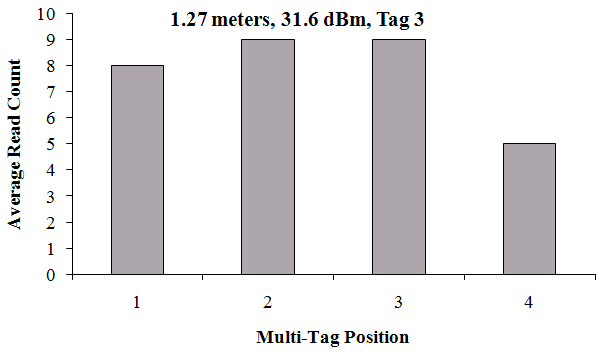 1.27 meters, 31.6 dBm, Tag 3
Average Read Count
10
9
8
7
6
5
4
3
2
1
0
1 2 3 4
Multi-Tag Position